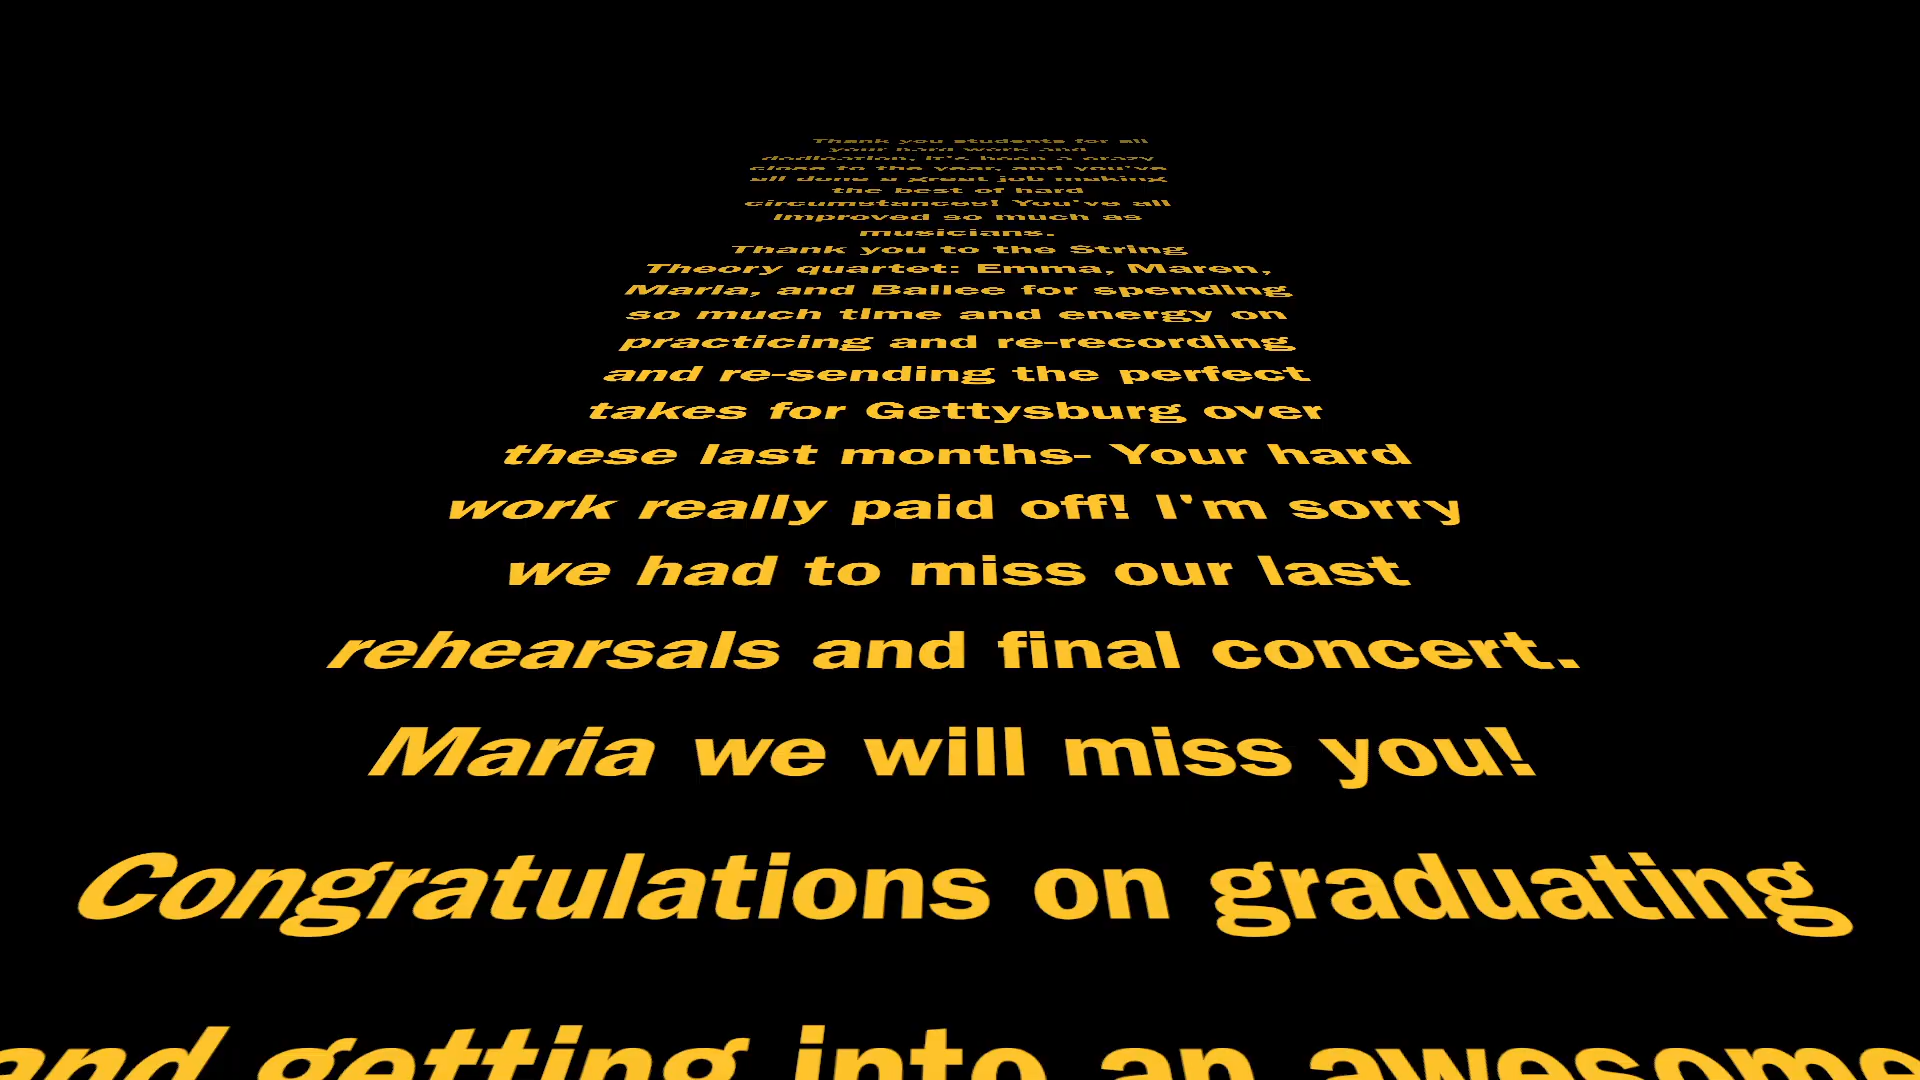 Thank you students for all
your hard work and
dedication, it's been a crazy
close to the year, and you've
all done a great job making
the best of hard
circumstances! You've all
improved so much as
musicians.
Thank you to the String
Theory quartet: Emma, Maren,
Maria, and Bailee for spending
so much time and energy on
practicing and re-recording
and re-sending the perfect
takes for Gettysburg over
these last months- Your hard
work really paid off! I'm sorry
we had to miss our last
rehearsals and final concert.
Maria we will miss you!
Congratulations on graduating
and getting into an awesome